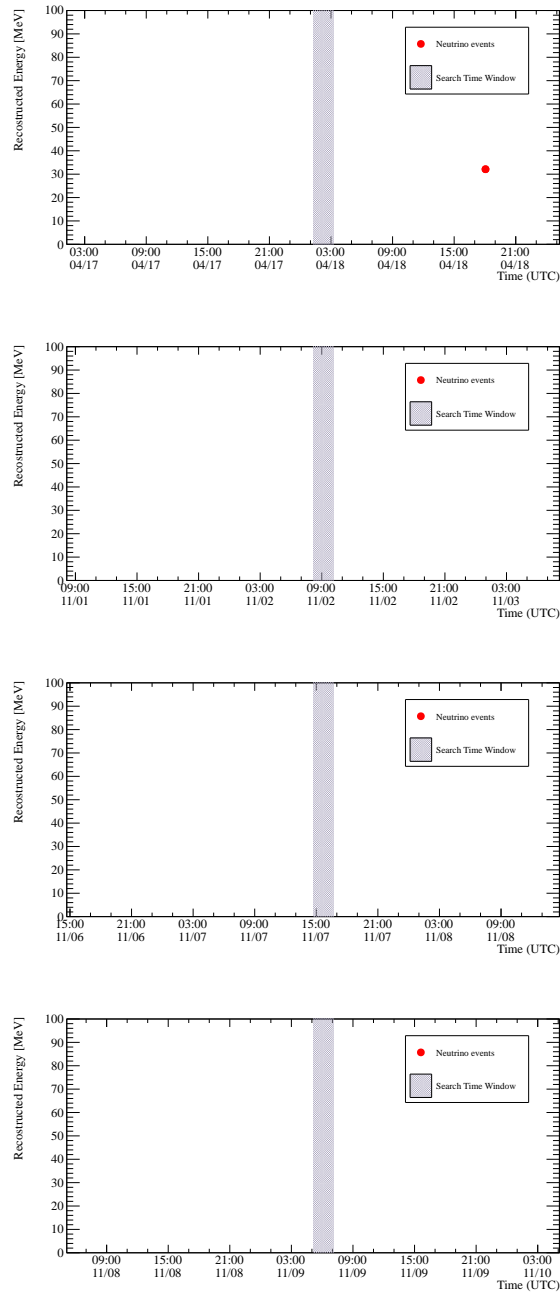 Recostructed Energy [MeV]
100
90
80
70
60
50
40
30
20
10
0
Neutrino events
Search Time Window
03:00 09:00 15:00 21:00 03:00 09:00 15:00 21:00
04/17 04/17 04/17 04/17 04/18 04/18 04/18 04/18
Time (UTC)
Recostructed Energy [MeV]
100
90
80
70
60
50
40
30
20
10
0
Neutrino events
Search Time Window
09:00 15:00 21:00 03:00 09:00 15:00 21:00 03:00
11/01 11/01 11/01 11/02 11/02 11/02 11/02 11/03
Time (UTC)
Recostructed Energy [MeV]
100
90
80
70
60
50
40
30
20
10
0
Neutrino events
Search Time Window
15:00 21:00 03:00 09:00 15:00 21:00 03:00 09:00
11/06 11/06 11/07 11/07 11/07 11/07 11/08 11/08
Time (UTC)
Recostructed Energy [MeV]
100
90
80
70
60
50
40
30
20
10
0
Neutrino events
Search Time Window
09:00 15:00 21:00 03:00 09:00 15:00 21:00 03:00
11/08 11/08 11/08 11/09 11/09 11/09 11/09 11/10
Time (UTC)